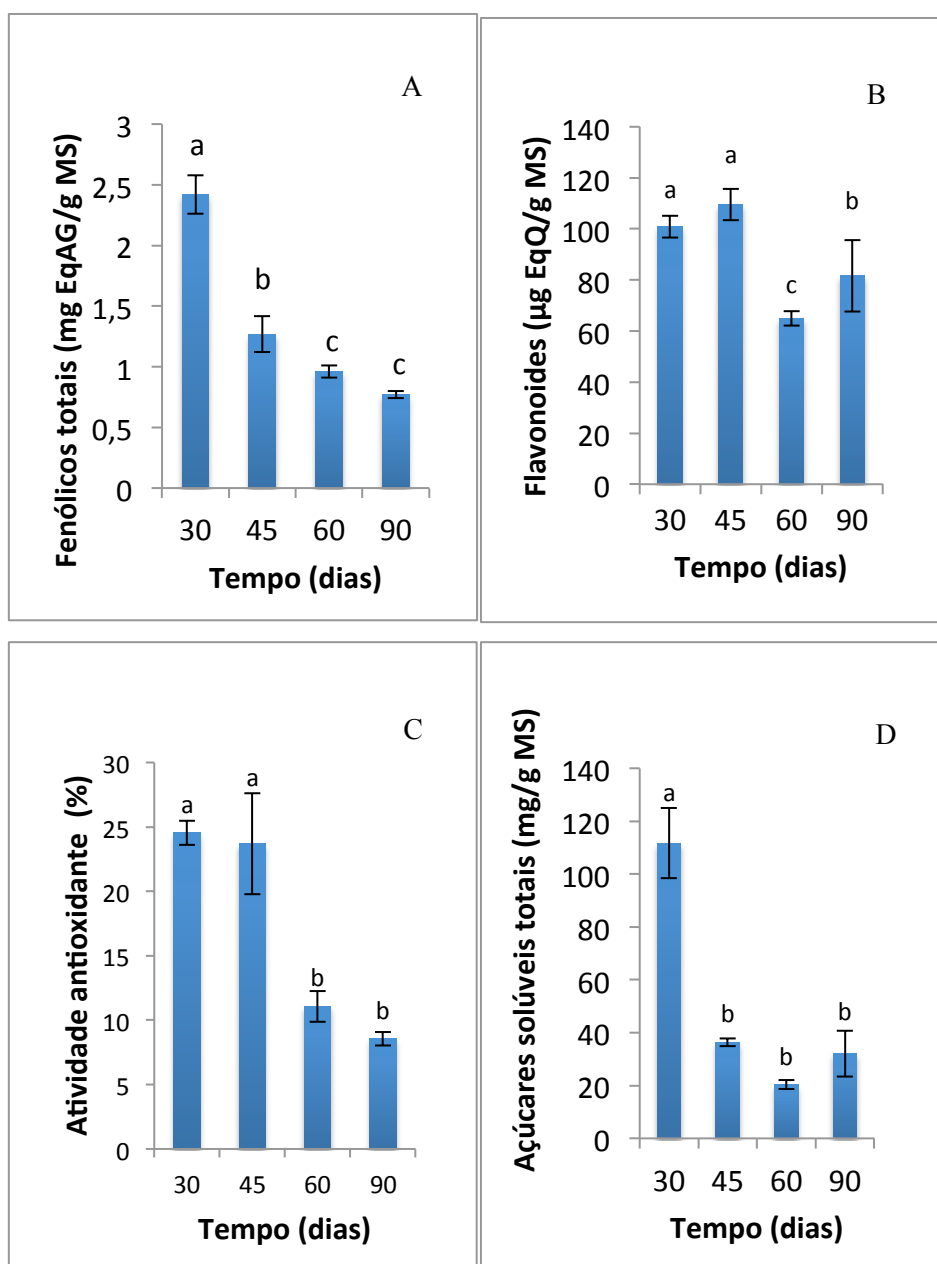 A
Fenólicos totais (mg EqAG/g MS)
3
2,5
2
1,5
1
0,5
0
a
b
c
c
30 45 60 90
Tempo (dias)
B
Flavonoides (µg EqQ/g MS)
140
120
100
80
60
40
20
0
a
a
c
b
30 45 60 90
Tempo (dias)
C
Atividade antioxidante (%)
30
25
20
15
10
5
0
a
a
b
b
30 45 60 90
Tempo (dias)
D
Açúcares solúveis totais (mg/g MS)
140
120
100
80
60
40
20
0
a
b
b
b
30 45 60 90
Tempo (dias)